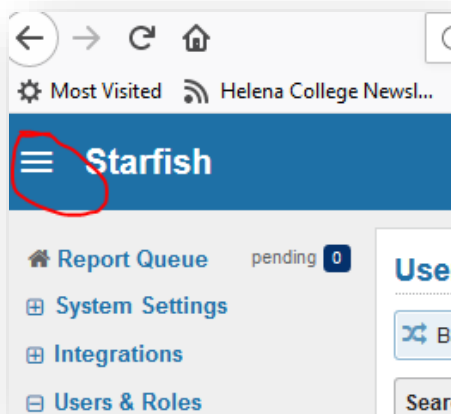 Most Visited Helena College Newsl...
Starfish
Report Queue pending 0
Use
System Settings
B
Integrations
Users & Roles
Sear